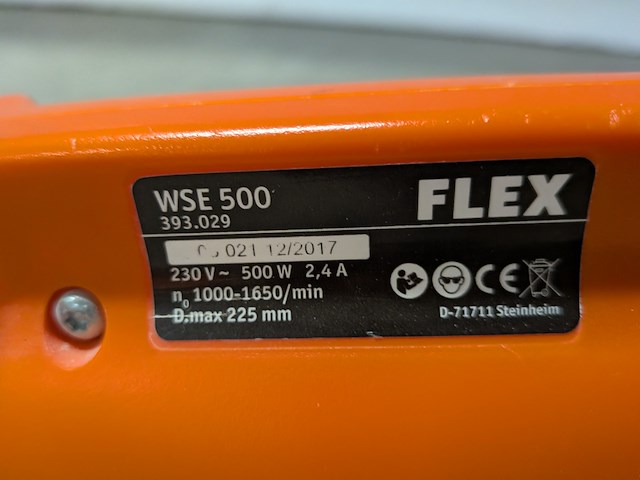 WSE 500
FLEX
393.029
021 12/2017
230 V~ 500 W 2,4 A
n₀ 1000-1650/min
CE
D.max 225 mm
D-71711 Steinheim